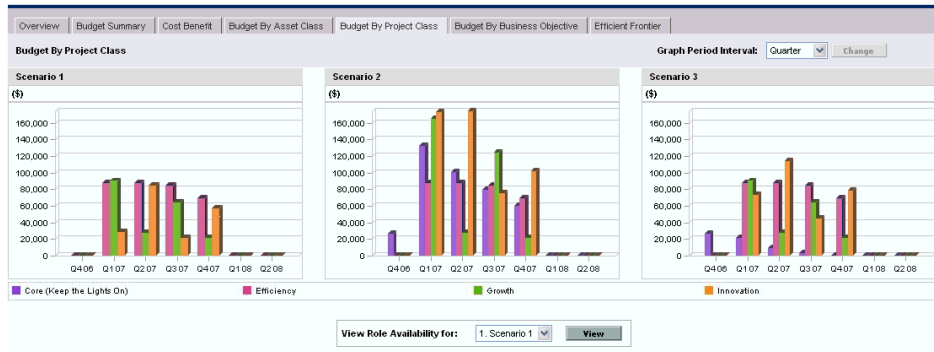 Overview Budget Summary Cost Benefit Budget By Asset Class Budget By Project Class Budget By Business Objective Efficient Frontier
Budget By Project Class Graph Period Interval: Quarter Change
Scenario 1 Scenario 2 Scenario 3
($) ($) ($)
160,000 160,000 160,000
140,000 140,000 140,000
120,000 120,000 120,000
100,000 100,000 100,000
80,000 80,000 80,000
60,000 60,000 60,000
40,000 40,000 40,000
20,000 20,000 20,000
0 0 0
Q4 06 Q1 07 Q2 07 Q3 07 Q4 07 Q1 08 Q2 08 Q4 06 Q1 07 Q2 07 Q3 07 Q4 07 Q1 08 Q2 08 Q4 06 Q1 07 Q2 07 Q3 07 Q4 07 Q1 08 Q2 08
Core (Keep the Lights On) Efficiency Growth Innovation
View Role Availability for: 1. Scenario 1 View